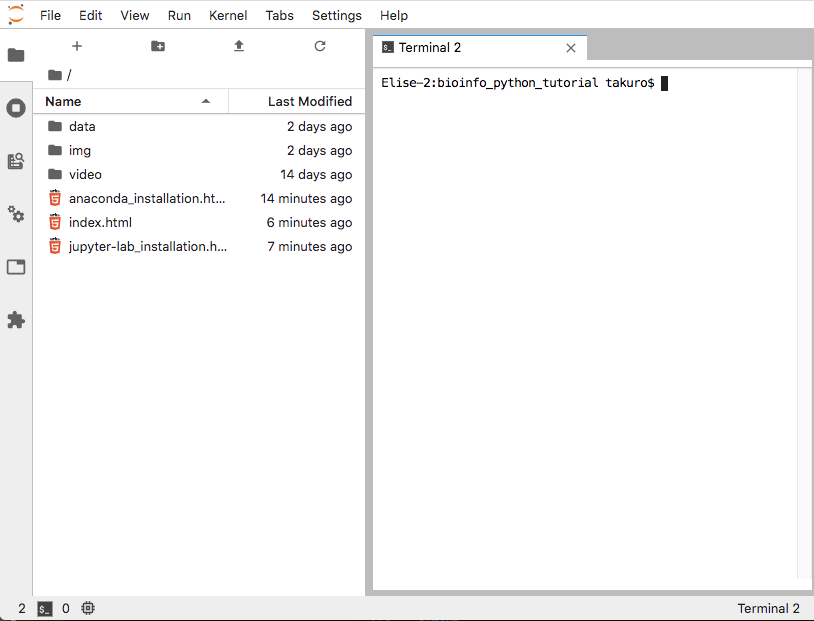 File Edit View Run Kernel Tabs Settings Help
Terminal 2
/
Name Last Modified
data 2 days ago
img 2 days ago
video 14 days ago
anaconda_installation.ht... 14 minutes ago
index.html 6 minutes ago
jupyter-lab_installation.h... 7 minutes ago
Elise-2:bioinfo_python_tutorial takuro$
2 $_ 0 Terminal 2